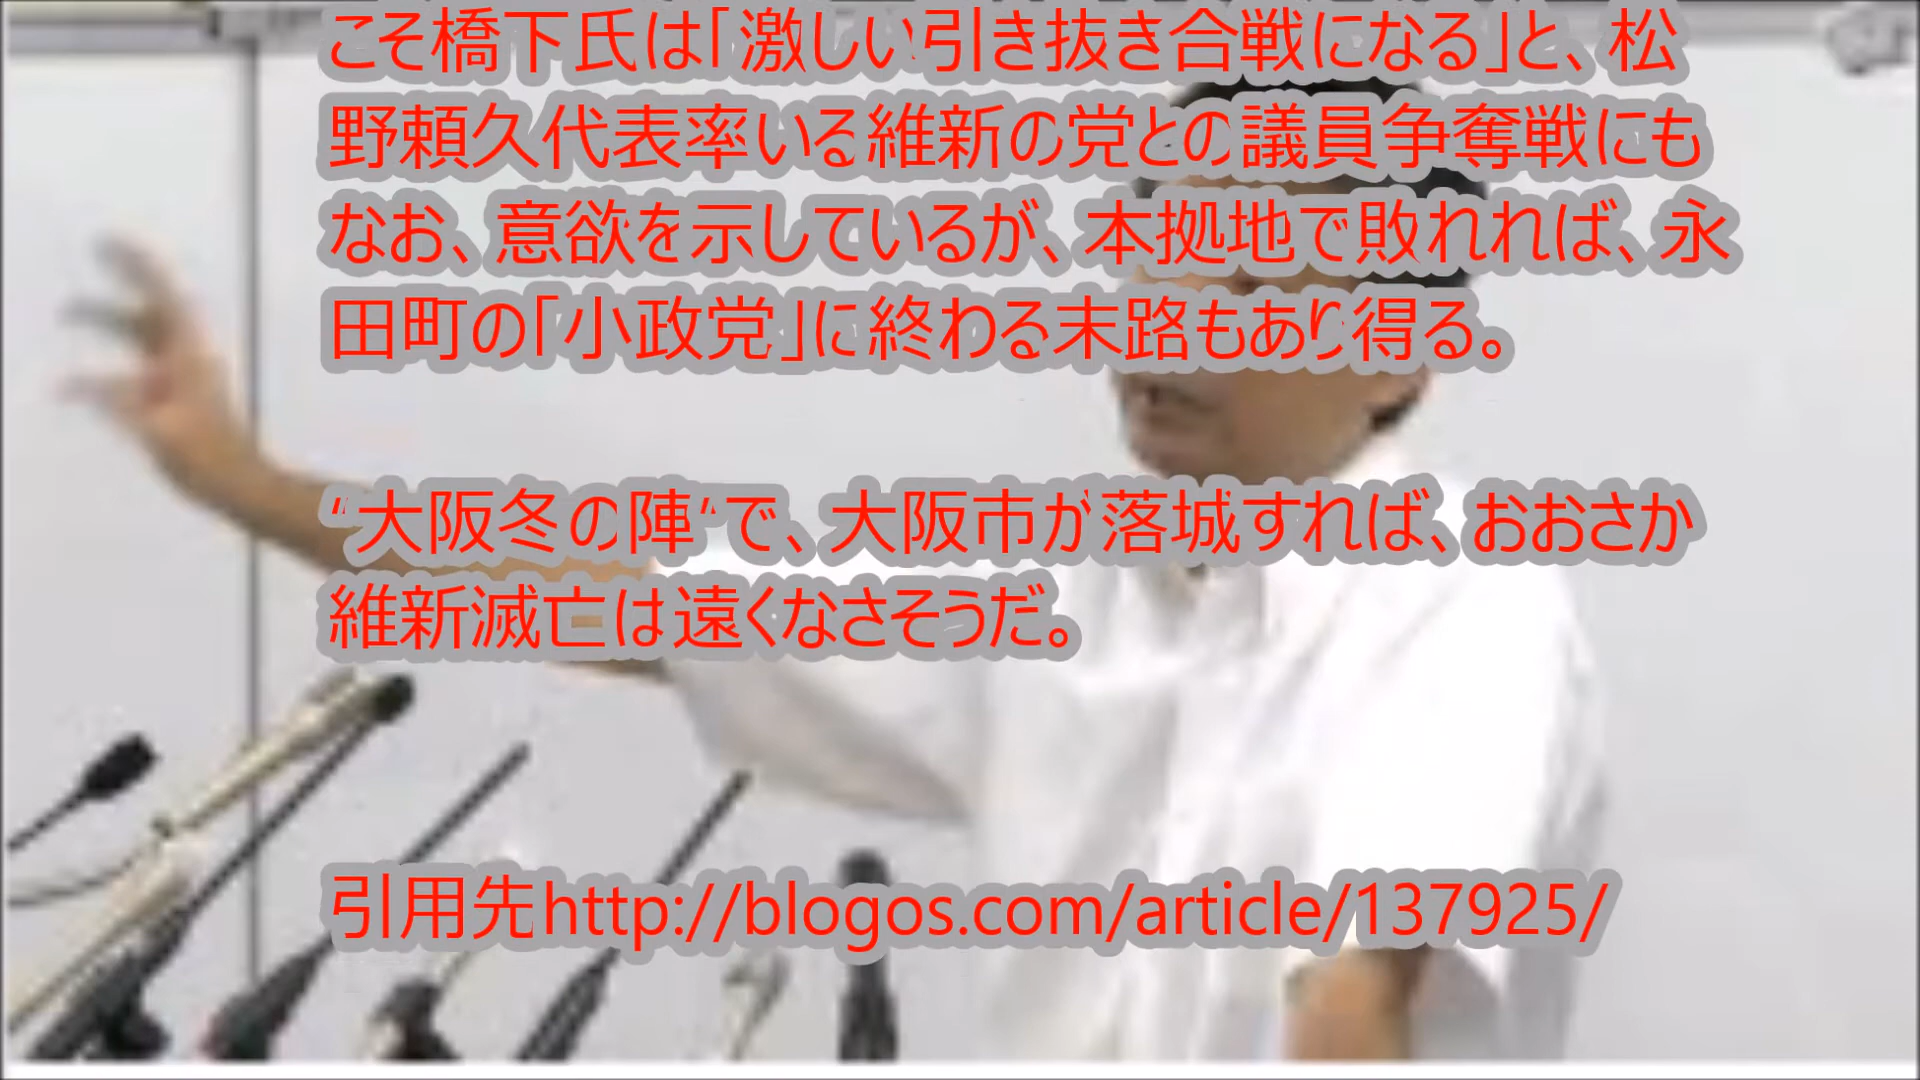 こそ橋下氏は「激しい引き抜き合戦になる」と、松
野頼久代表率いる維新の党との議員争奪戦にも
なお、意欲を示しているが、本拠地で敗れれば、永
田町の「小政党」に終わる末路もあり得る。
“大阪冬の陣“で、大阪市が落城すれば、おおさか
維新滅亡は遠くなさそうだ。
引用先http://blogos.com/article/137925/